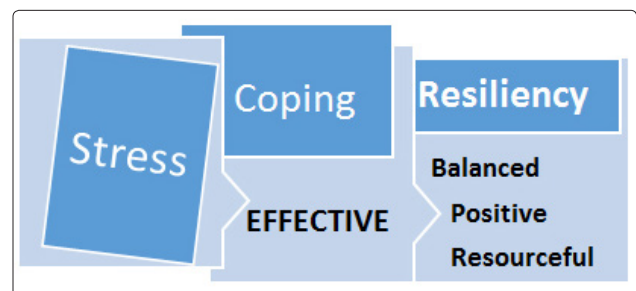 Stress
Coping
EFFECTIVE
Resiliency
Balanced
Positive
Resourceful